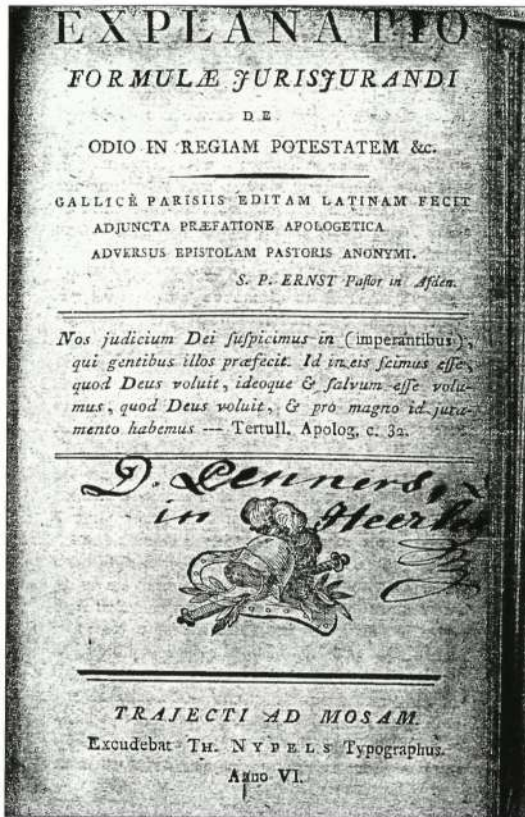 EXPLANATIO
FORMULÆ JURISJURANDI
DE
ODIO IN REGIAM POTESTATEM &c.
GALLICÈ PARISIIS EDITAM LATINAM FECIT
ADJUNCTA PRÆFATIONE APOLOGETICA
ADVERSUS EPISTOLAM PASTORIS ANONYMI.
S. P. ERNST Paſtor in Afden.
Nos judicium Dei ſuſpicimus in (imperantibus),
qui gentibus illos præfecit. Id in eis ſcimus eſſe,
quod Deus voluit, ideoque & ſalvum eſſe volu-
mus, quod Deus voluit, & pro magno id jura-
mento habemus — Tertull. Apolog. c. 32.
D. Lenners,
in
TRAJECTI AD MOSAM.
Excudebat TH. NYPELS Typographus.
Anno VI.